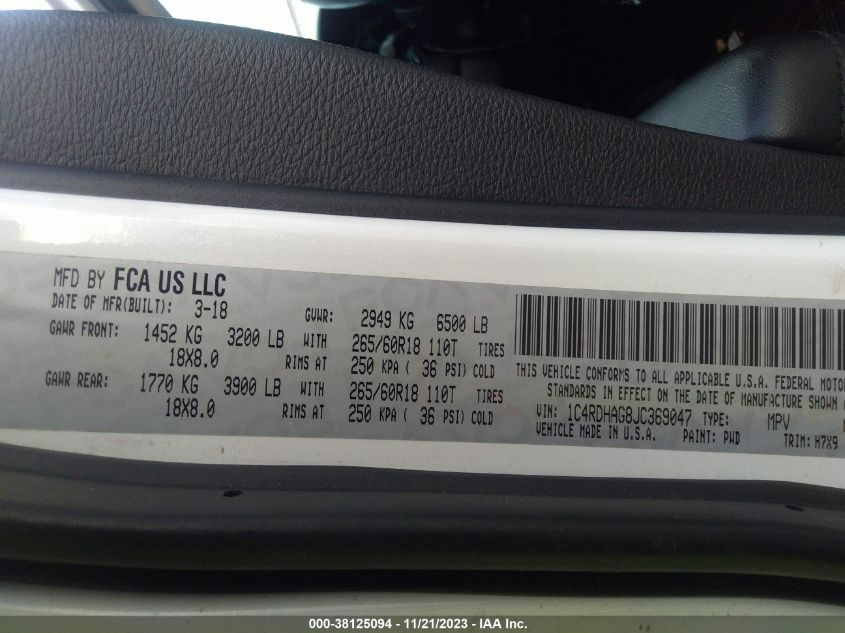 MFD BY FCA US LLC
DATE OF MFR(BUILT): 3-18 GVWR: 2949 KG 6500 LB
GAWR FRONT: 1452 KG 3200 LB WITH 265/60R18 110T TIRES
18X8.0 RIMS AT 250 KPA ( 36 PSI) COLD
GAWR REAR: 1770 KG 3900 LB WITH 265/60R18 110T TIRES
18X8.0 RIMS AT 250 KPA ( 36 PSI) COLD
THIS VEHICLE CONFORMS TO ALL APPLICABLE U.S.A. FEDERAL MOTOR
STANDARDS IN EFFECT ON THE DATE OF MANUFACTURE SHOWN
VIN: 1C4RDHAG8JC369047 TYPE: MPV
VEHICLE MADE IN U.S.A. PAINT: PWD TRIM: H7X9
000-38125094 - 11/21/2023 - IAA Inc.